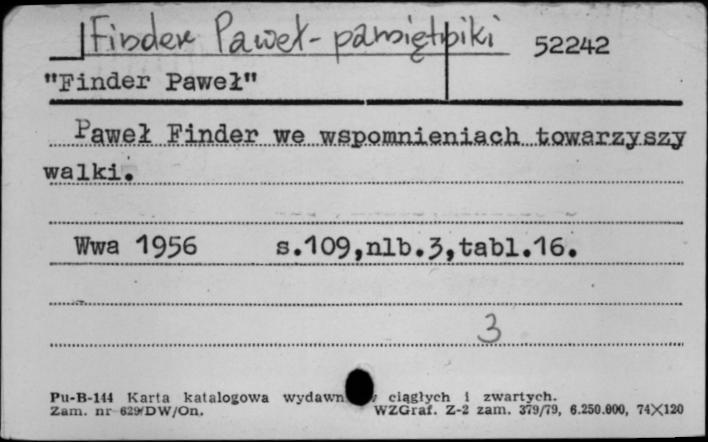 Finder Paweł - pamiętniki 52242
"Finder Paweł"
Paweł Finder we wspomnieniach towarzyszy
walki.
Wwa 1956 s.109,nlb.3,tabl.16.
3
Pu-B-144 Karta katalogowa wydawn ciągłych i zwartych.
Zam. nr 629/DW/On. WZGraf. Z-2 zam. 379/79, 6.250.000, 74×120